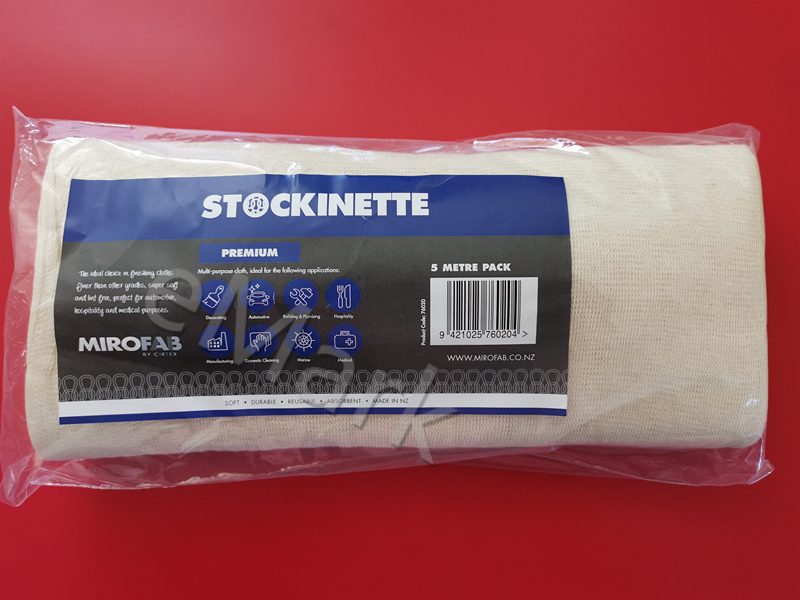 STOCKINETTE
PREMIUM
Multi-purpose cloth, ideal for the following applications:
The ideal choice in finishing cloths.
Finer than other grades, super soft
and lint free, perfect for automotive,
hospitality and medical purposes.
Decorating
Automotive
Building & Plumbing
Hospitality
Manufacturing
Domestic Cleaning
Marine
Medical
MIROFAB
BY CIRTEX
5 METRE PACK
Product Code: 76020
9 421025 760204 >
WWW.MIROFAB.CO.NZ
SOFT • DURABLE • REUSABLE • ABSORBENT • MADE IN NZ
eMark